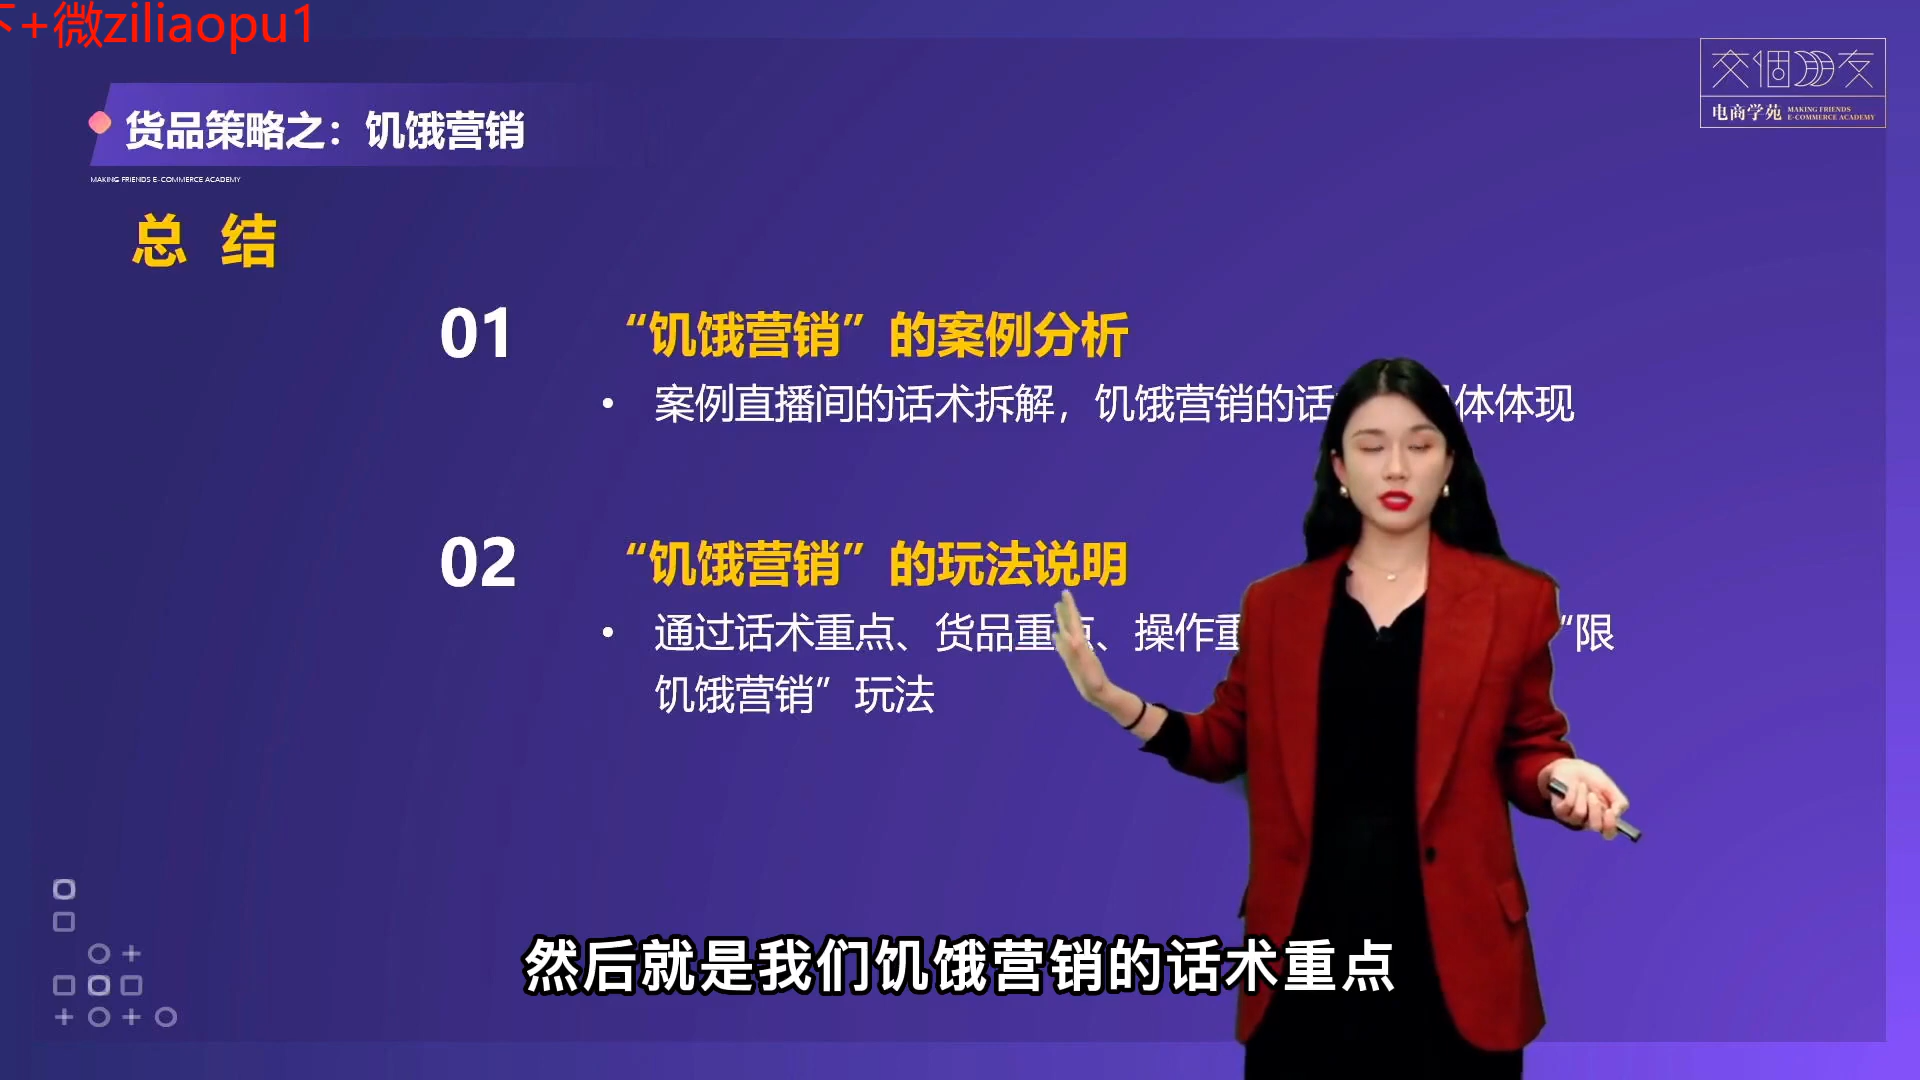 +微ziliaopu1
交個朋友
电商学苑 MAKING FRIENDS E-COMMERCE ACADEMY
货品策略之：饥饿营销
MAKING FRIENDS E-COMMERCE ACADEMY
总 结
01 “饥饿营销”的案例分析
• 案例直播间的话术拆解，饥饿营销的话 体体现
02 “饥饿营销”的玩法说明
• 通过话术重点、货品重点、操作重 “限
饥饿营销”玩法
然后就是我们饥饿营销的话术重点